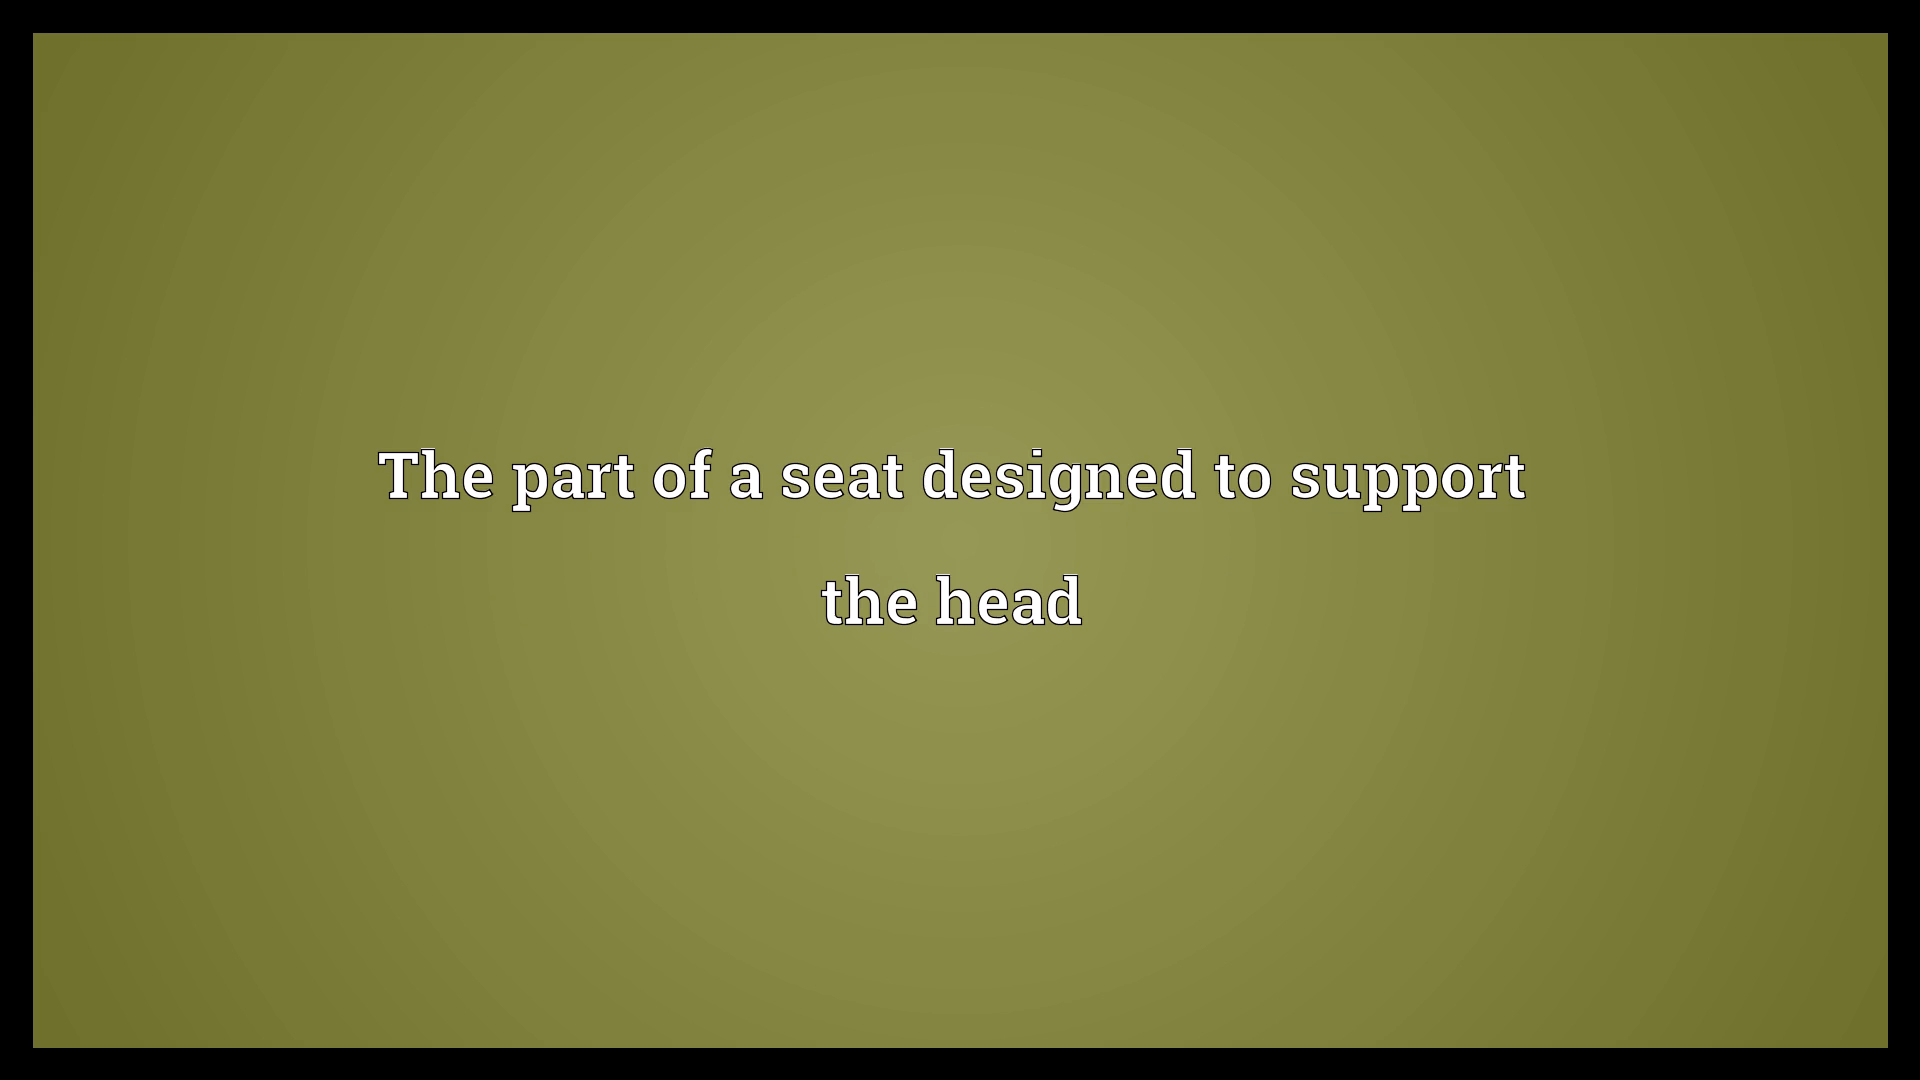 The part of a seat designed to support
the head